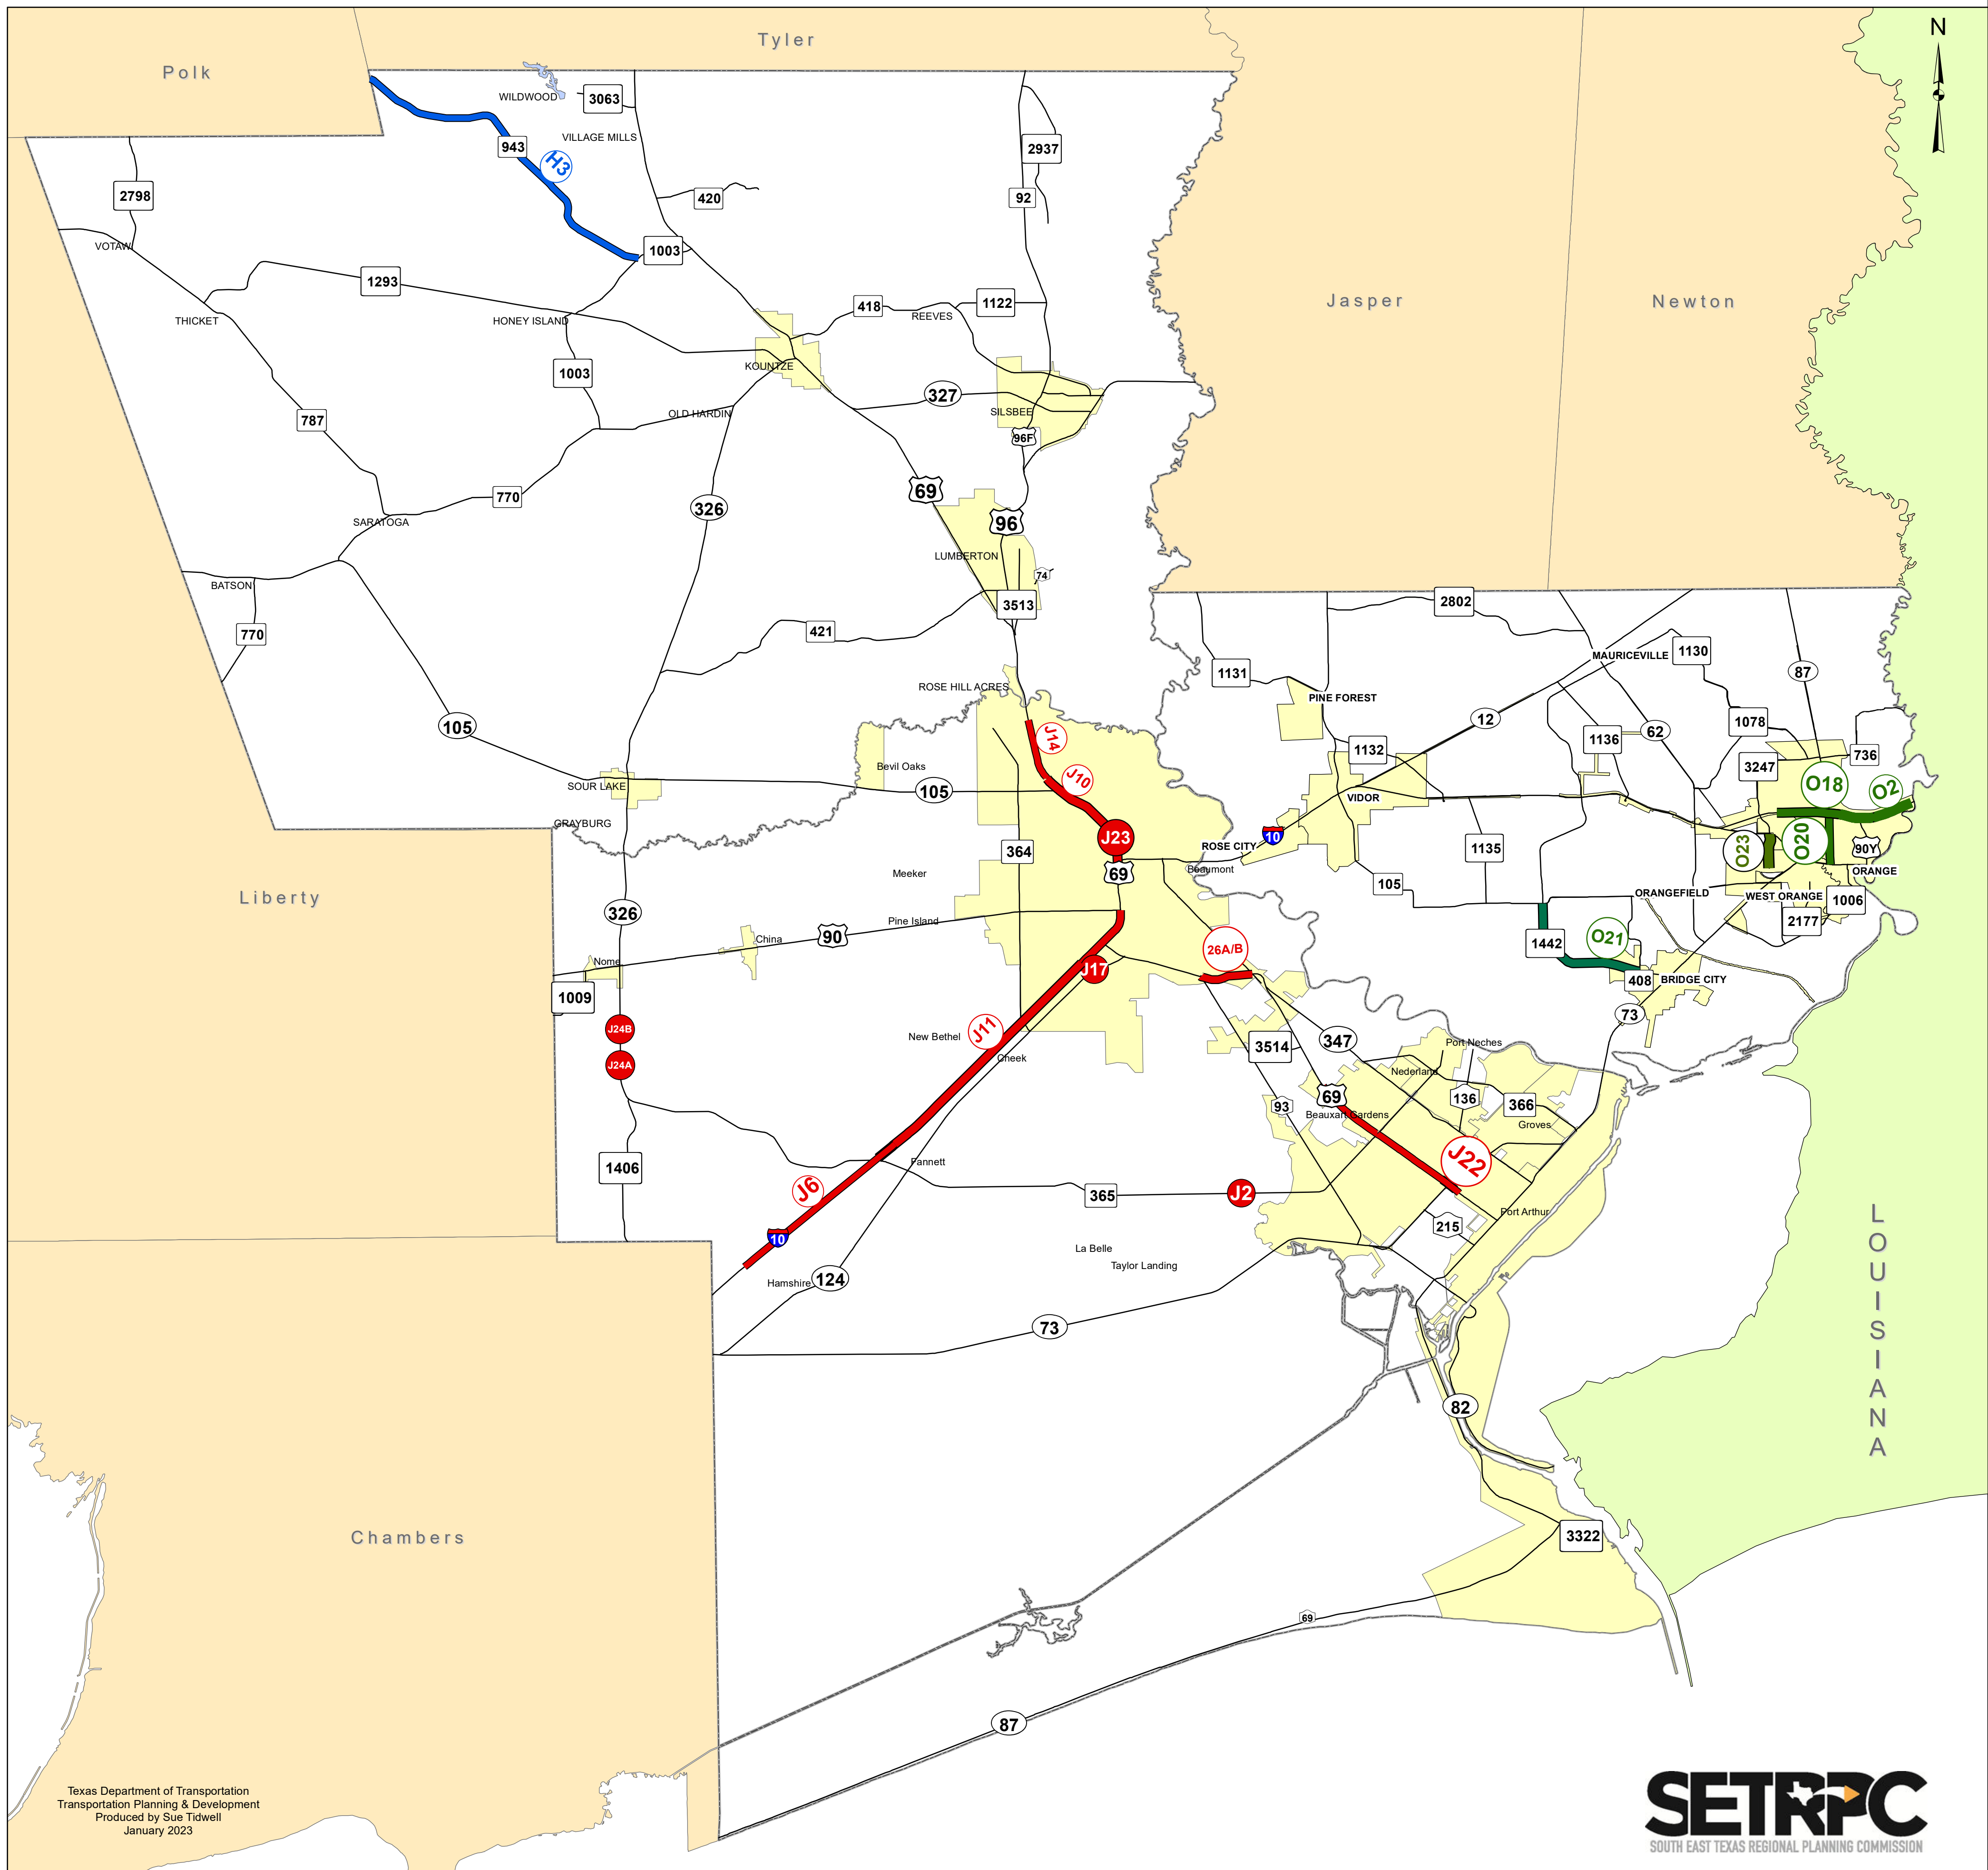 Tyler
Polk
N
WILDWOOD
3063
VILLAGE MILLS
943
H3
2937
2798
420
92
VOTAW
1003
1293
THICKET
HONEY ISLAND
418
REEVES
1122
Jasper
Newton
KOUNTZE
1003
327
OLD HARDIN
SILSBEE
787
96F
69
770
326
96
SARATOGA
LUMBERTON
74
BATSON
3513
2802
770
421
MAURICEVILLE
1130
1131
87
ROSE HILL ACRES
PINE FOREST
105
12
1078
62
J14
1136
1132
736
Bevil Oaks
3247
J10
SOUR LAKE
105
VIDOR
O18
O2
GRAYBURG
J23
10
364
ROSE CITY
1135
O23
O20
90Y
69
Meeker
Beaumont
ORANGE
105
Liberty
ORANGEFIELD
WEST ORANGE
1006
326
Pine Island
2177
90
China
26A/B
1442
O21
Nome
J17
408
BRIDGE CITY
1009
73
J24B
J11
New Bethel
3514
347
Port Neches
Cheek
J24A
Nederland
69
136
93
366
Beauxart Gardens
Groves
1406
Fannett
J22
J6
365
J2
Port Arthur
215
10
La Belle
Taylor Landing
Hamshire
124
73
L
O
U
I
S
I
A
N
A
82
Chambers
3322
69
87
Texas Department of Transportation
Transportation Planning & Development
Produced by Sue Tidwell
January 2023
SETRPC
SOUTH EAST TEXAS REGIONAL PLANNING COMMISSION